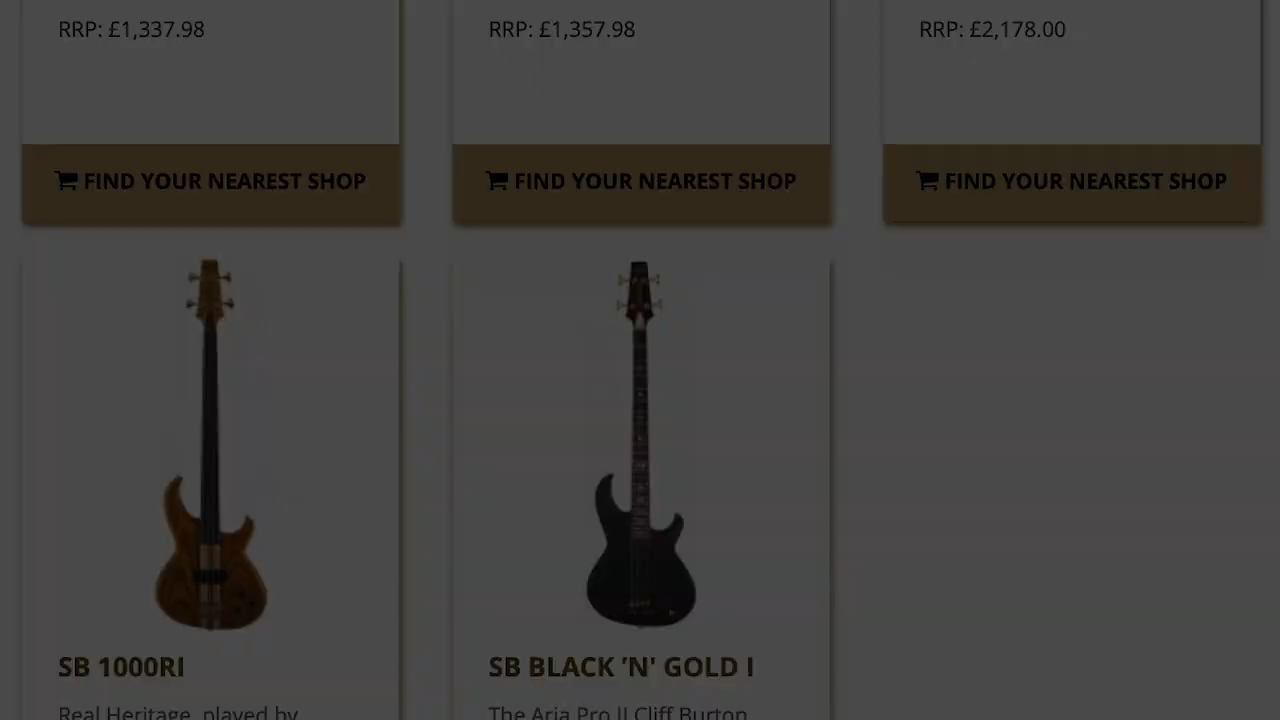 RRP: £1,337.98
RRP: £1,357.98
RRP: £2,178.00
FIND YOUR NEAREST SHOP
FIND YOUR NEAREST SHOP
FIND YOUR NEAREST SHOP
SB 1000RI
SB BLACK ’N' GOLD I
Real Heritage, played by
The Aria Pro II Cliff Burton